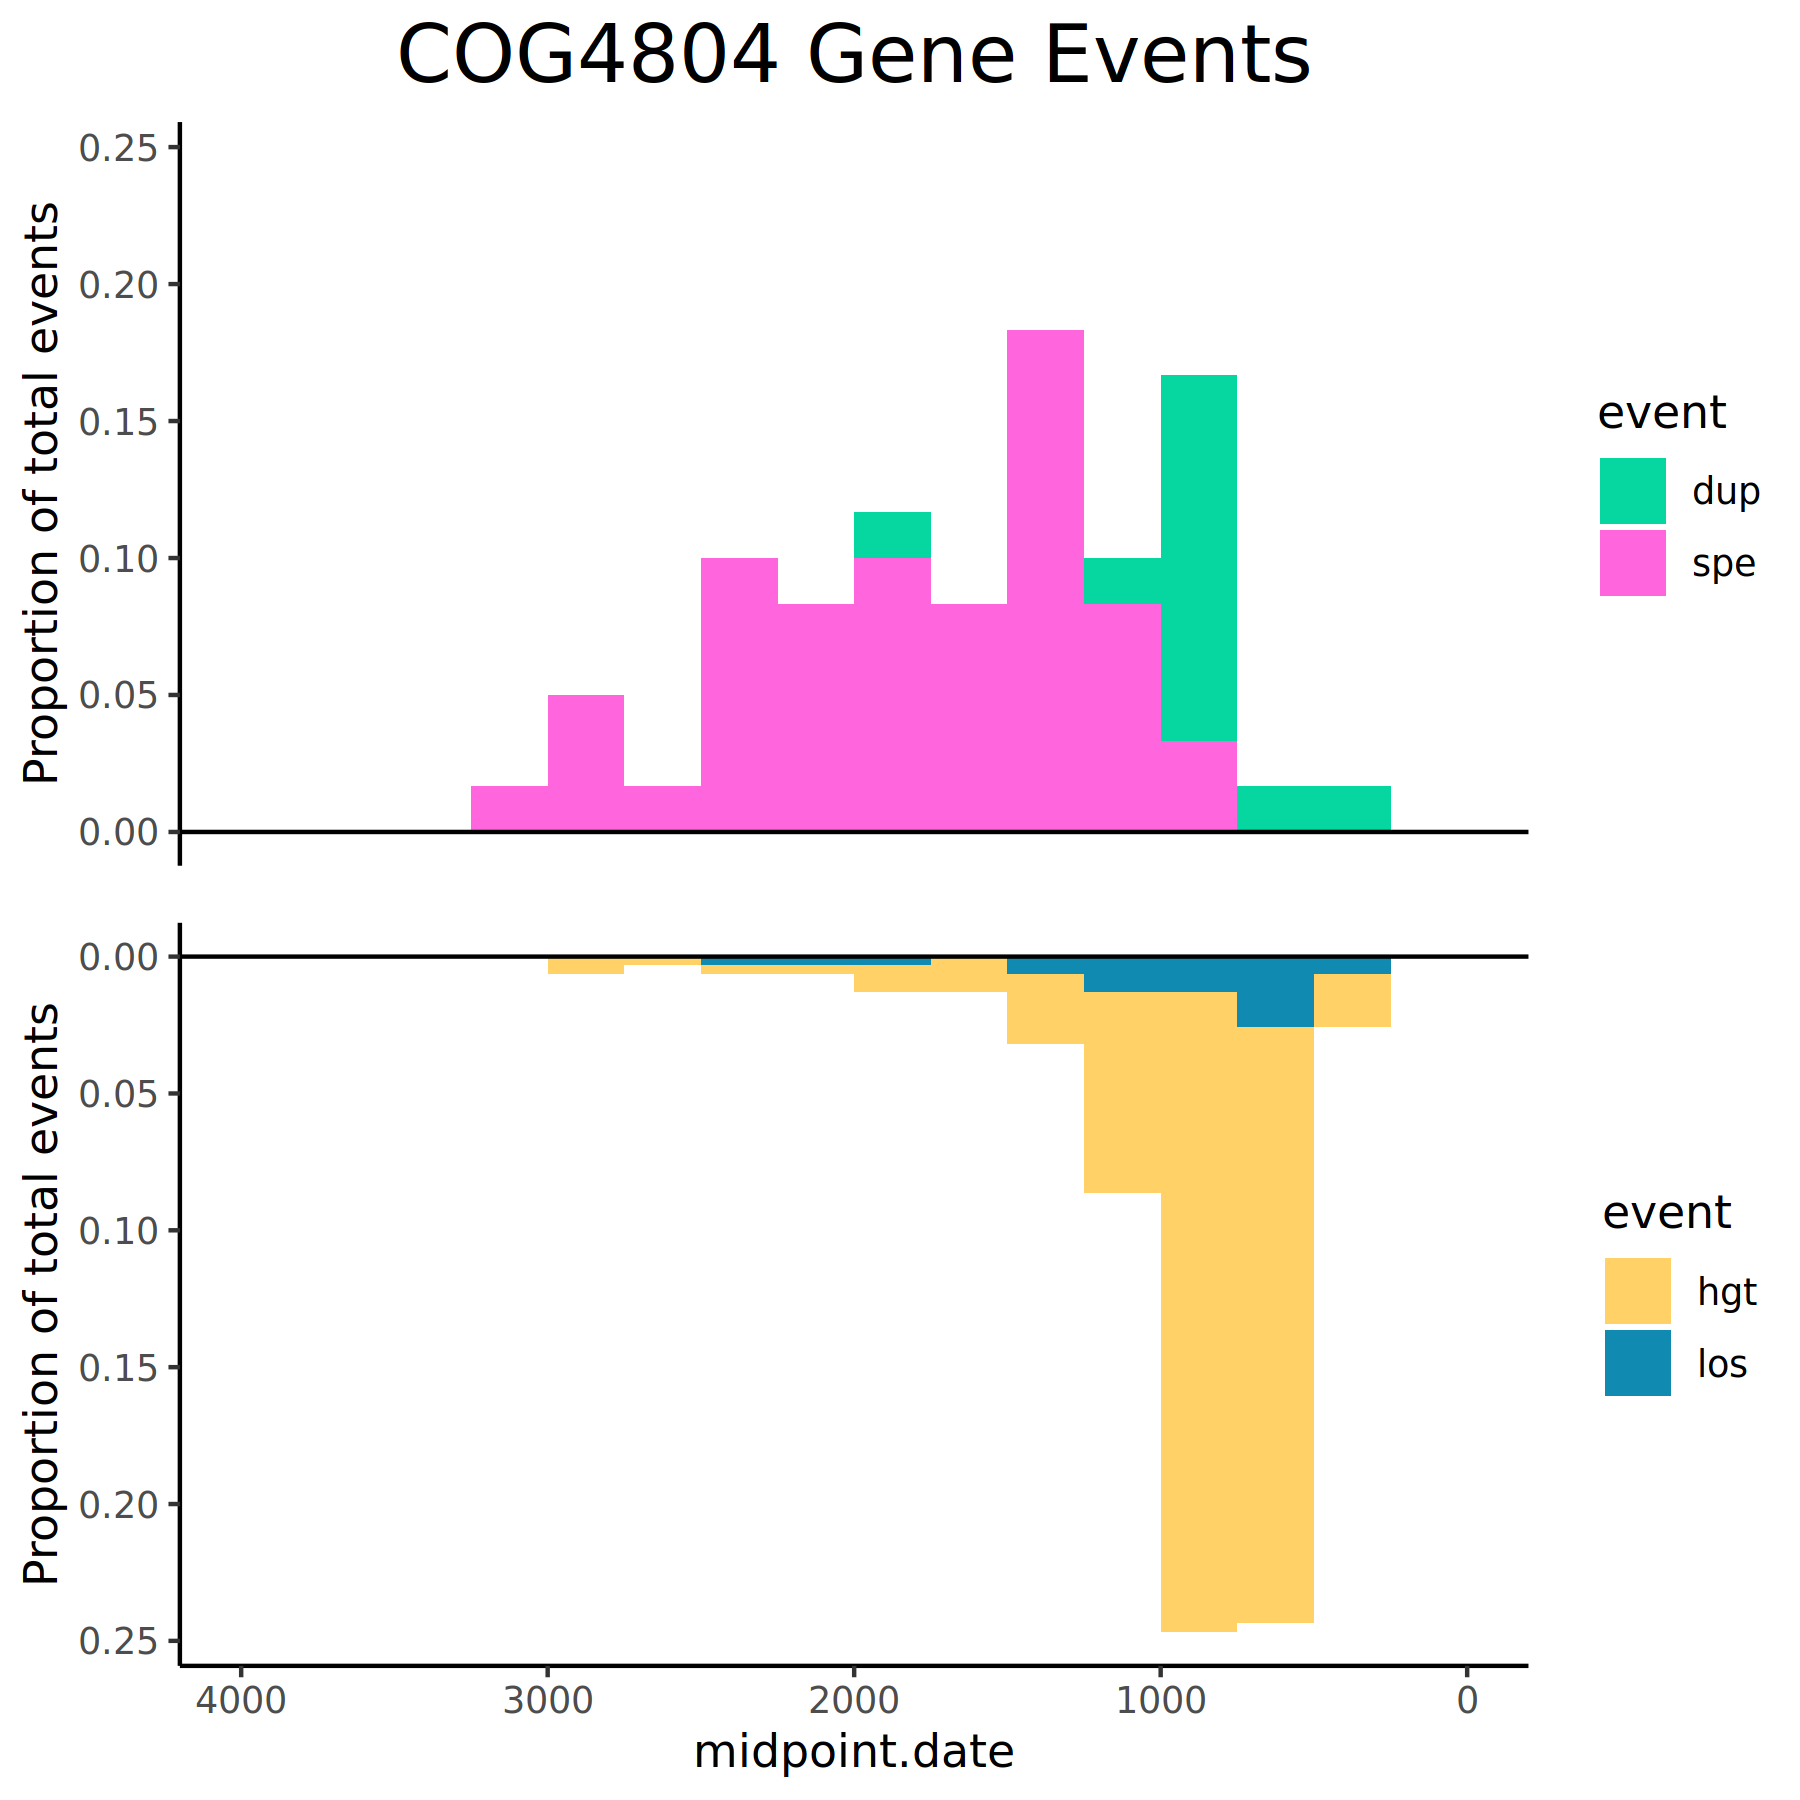 COG4804 Gene Events
0.25
0.20
0.15
0.10
0.05
0.00
Proportion of total events
event
dup
spe
0.00
0.05
0.10
0.15
0.20
0.25
Proportion of total events
event
hgt
los
4000 3000 2000 1000 0
midpoint.date